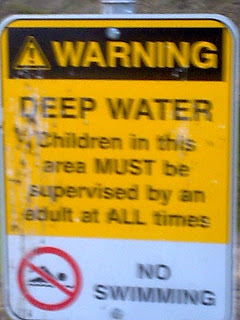 WARNING
DEEP WATER
Children in this
area MUST be
supervised by an
adult at ALL times
NO
SWIMMING